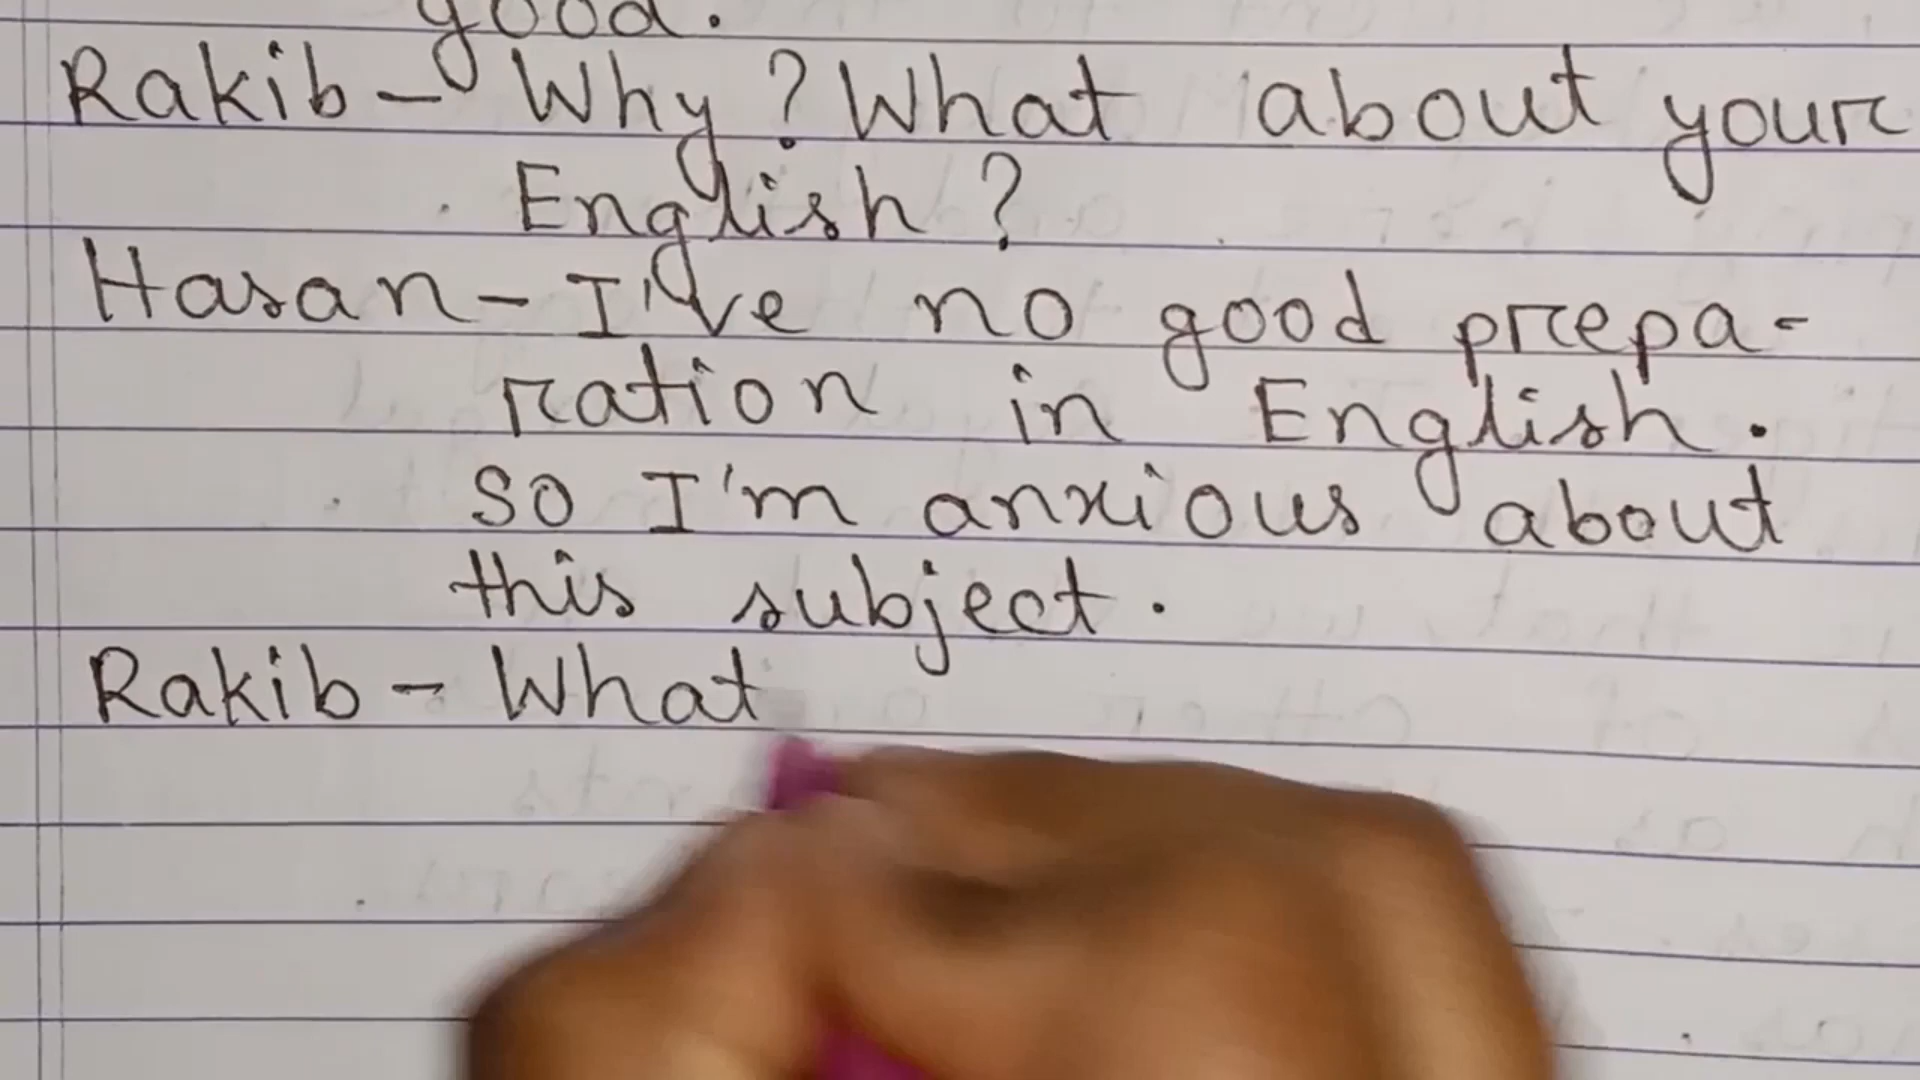 good.
Rakib - Why? What about your
English?
Hasan - I've no good prepa-
ration in English.
So I'm anxious about
this subject.
Rakib - What